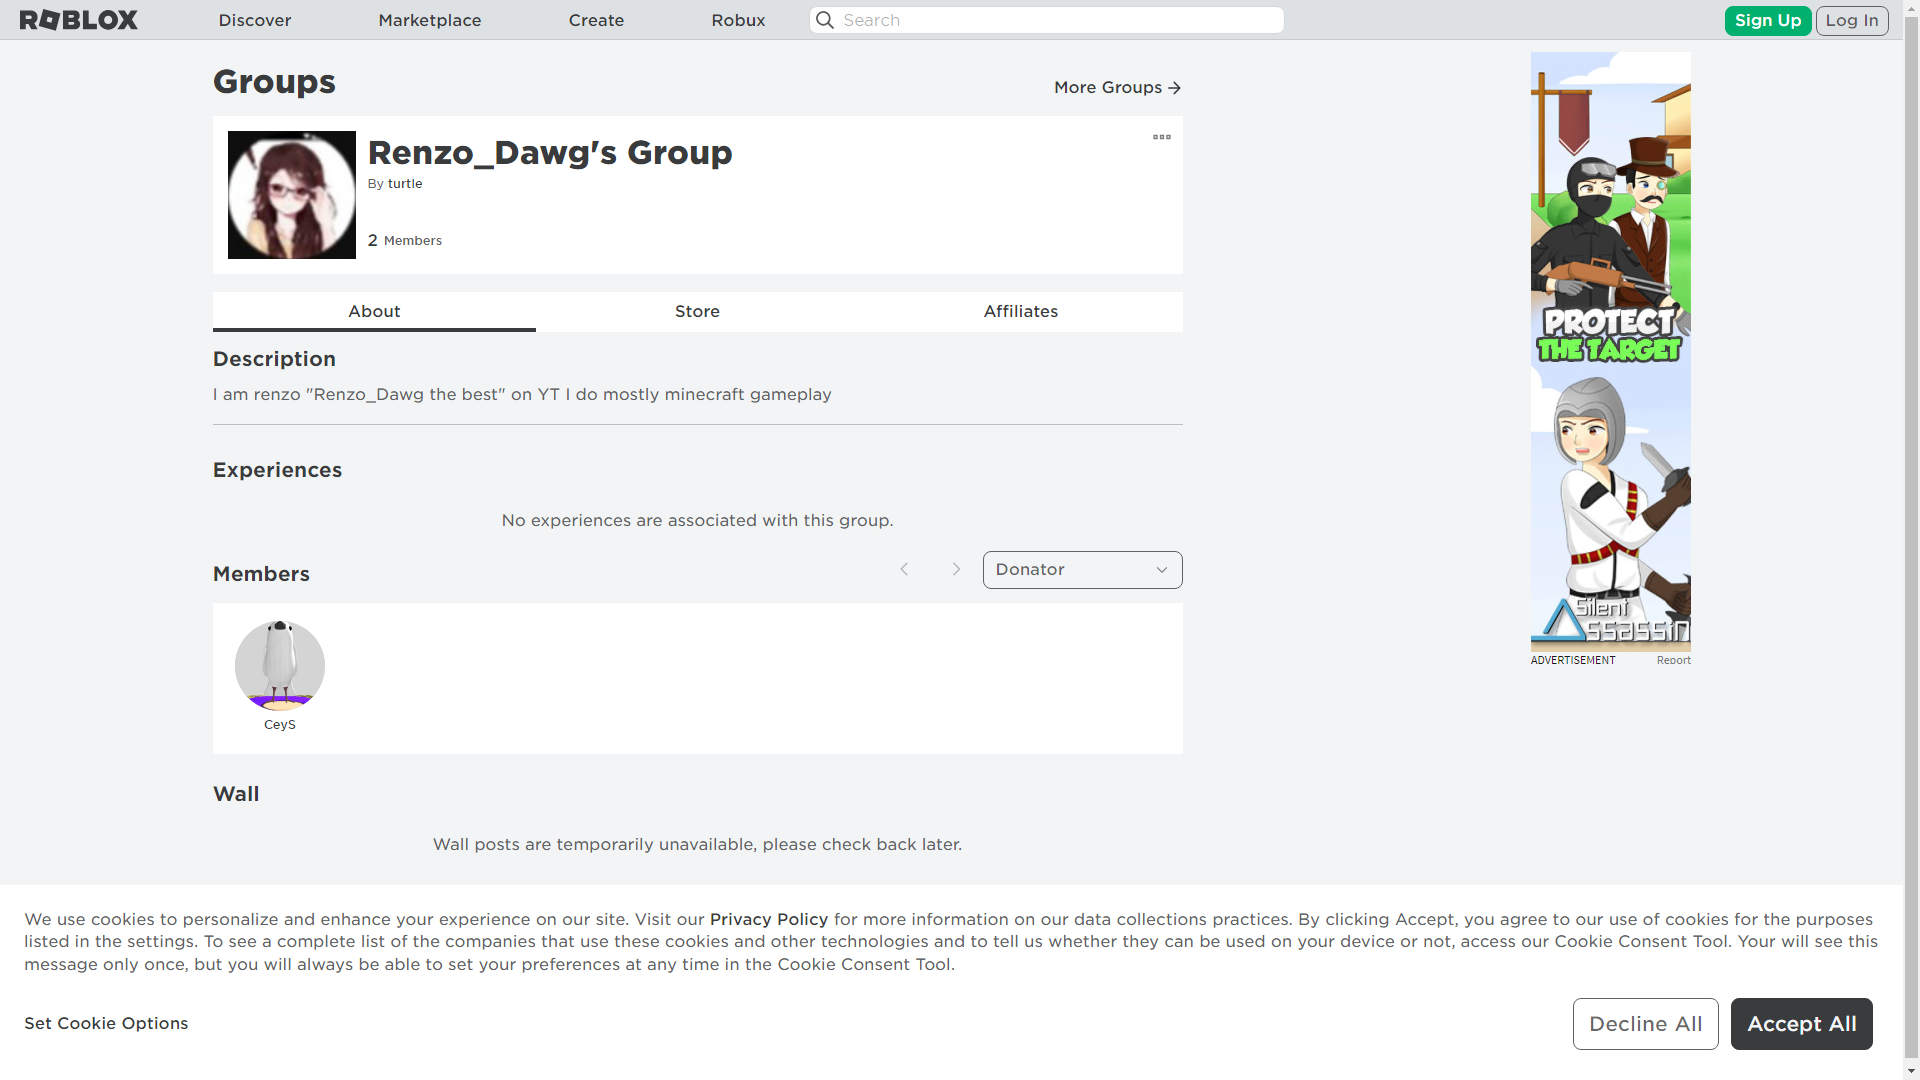 ROBLOX
Discover
Marketplace
Create
Robux
Search
Sign Up
Log In
Groups
More Groups
Renzo_Dawg's Group
By turtle
2 Members
About
Store
Affiliates
Description
I am renzo "Renzo_Dawg the best" on YT I do mostly minecraft gameplay
Experiences
No experiences are associated with this group.
Members
Donator
CeyS
Wall
Wall posts are temporarily unavailable, please check back later.
PROTECT
THE TARGET
Silent
Assassin
ADVERTISEMENT
Report
We use cookies to personalize and enhance your experience on our site. Visit our Privacy Policy for more information on our data collections practices. By clicking Accept, you agree to our use of cookies for the purposes
listed in the settings. To see a complete list of the companies that use these cookies and other technologies and to tell us whether they can be used on your device or not, access our Cookie Consent Tool. Your will see this
message only once, but you will always be able to set your preferences at any time in the Cookie Consent Tool.
Set Cookie Options
Decline All
Accept All